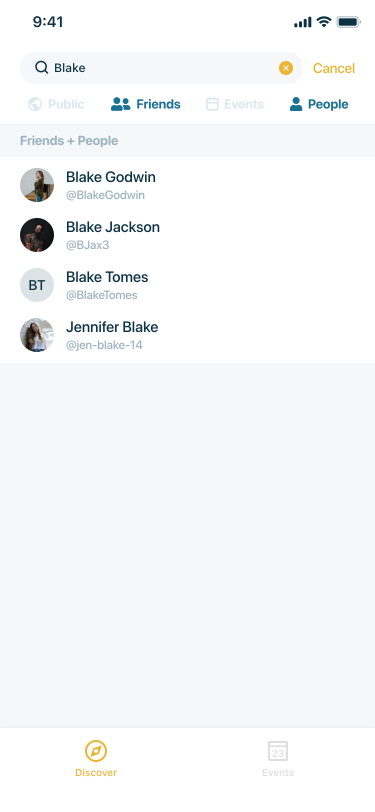 9:41
Blake
Cancel
Public Friends Events People
Friends + People
Blake Godwin
@BlakeGodwin
Blake Jackson
@BJax3
BT
Blake Tomes
@BlakeTomes
Jennifer Blake
@jen-blake-14
23
Discover Events